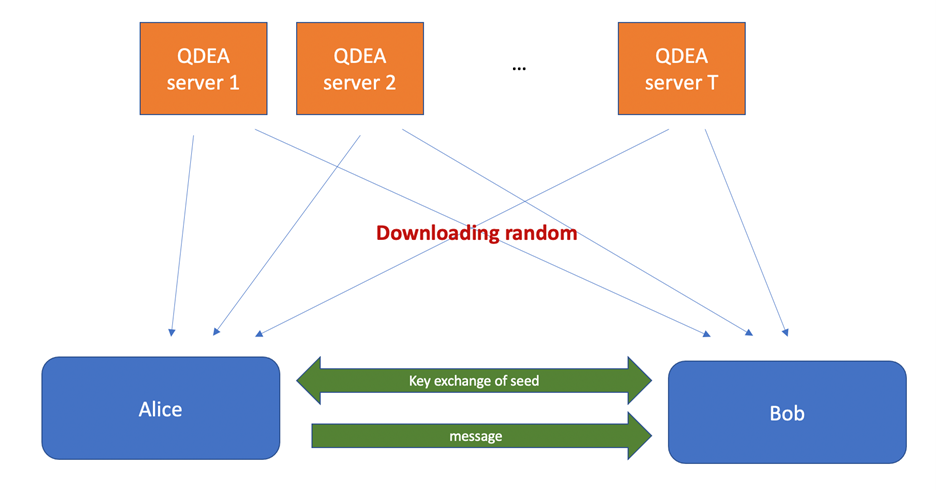 QDEA
server 1
QDEA
server 2
...
QDEA
server T
Downloading random
Key exchange of seed
Alice
Bob
message